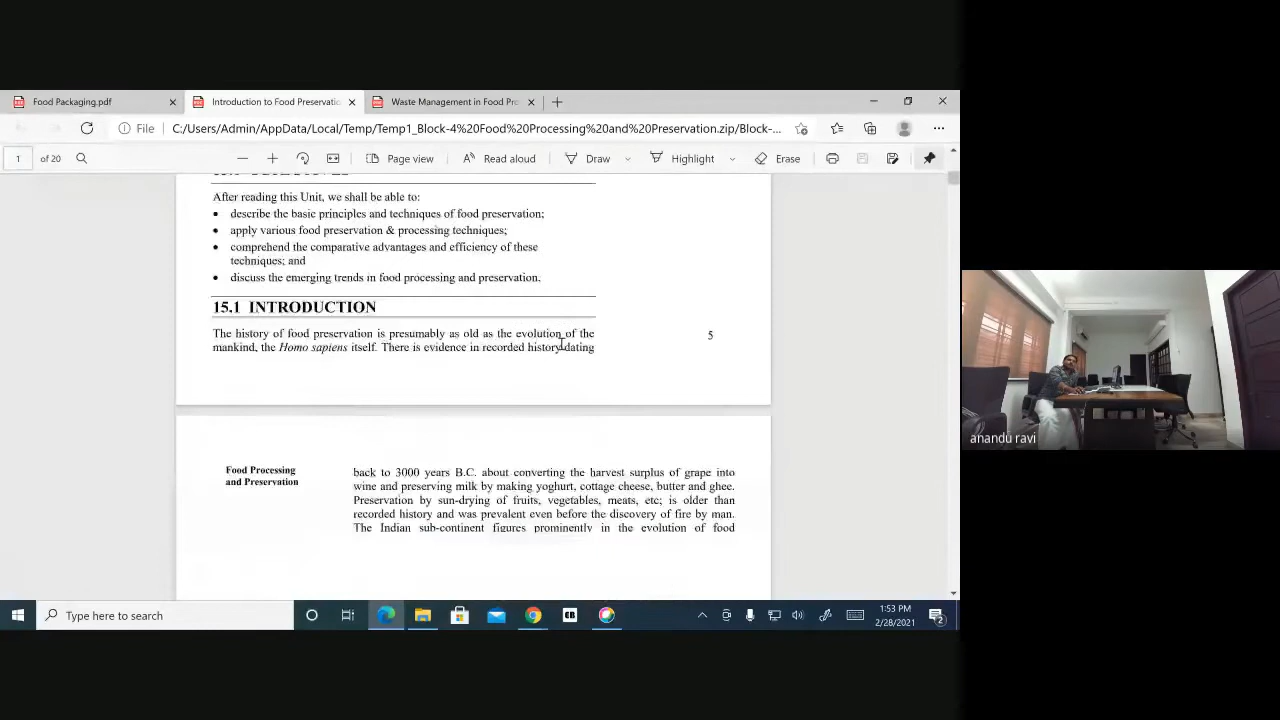 Food Packaging.pdf
Introduction to Food Preservatio
Waste Management in Food Pro
File
C:/Users/Admin/AppData/Local/Temp/Temp1_Block-4%20Food%20Processing%20and%20Preservation.zip/Block-...
1 of 20
Page view
Read aloud
Draw
Highlight
Erase
After reading this Unit, we shall be able to:
• describe the basic principles and techniques of food preservation;
• apply various food preservation & processing techniques;
• comprehend the comparative advantages and efficiency of these
techniques; and
• discuss the emerging trends in food processing and preservation.
15.1 INTRODUCTION
The history of food preservation is presumably as old as the evolution of the
mankind, the Homo sapiens itself. There is evidence in recorded history dating
5
Food Processing
and Preservation
back to 3000 years B.C. about converting the harvest surplus of grape into
wine and preserving milk by making yoghurt, cottage cheese, butter and ghee.
Preservation by sun-drying of fruits, vegetables, meats, etc; is older than
recorded history and was prevalent even before the discovery of fire by man.
The Indian sub-continent figures prominently in the evolution of food
anandu ravi
Type here to search
1:53 PM
2/28/2021
2